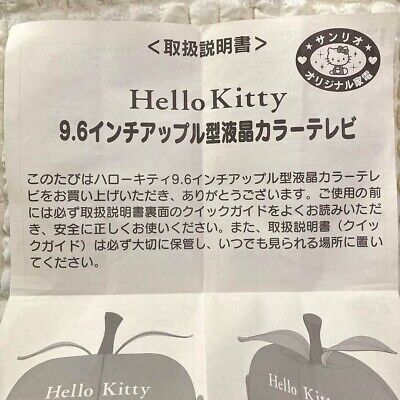 <取扱説明書>
サンリオ
オリジナル家電
Hello Kitty
9.6インチアップル型液晶カラーテレビ
このたびはハローキティ9.6インチアップル型液晶カラーテレ
ビをお買い上げいただき、ありがとうございます。ご使用の前
には必ず取扱説明書裏面のクイックガイドをよくお読みいただ
き、安全に正しくお使いください。また、取扱説明書（クイッ
クガイド）は必ず大切に保管し、いつでも見られる場所に置い
てください。
Hello Kitty
Hello Kitty